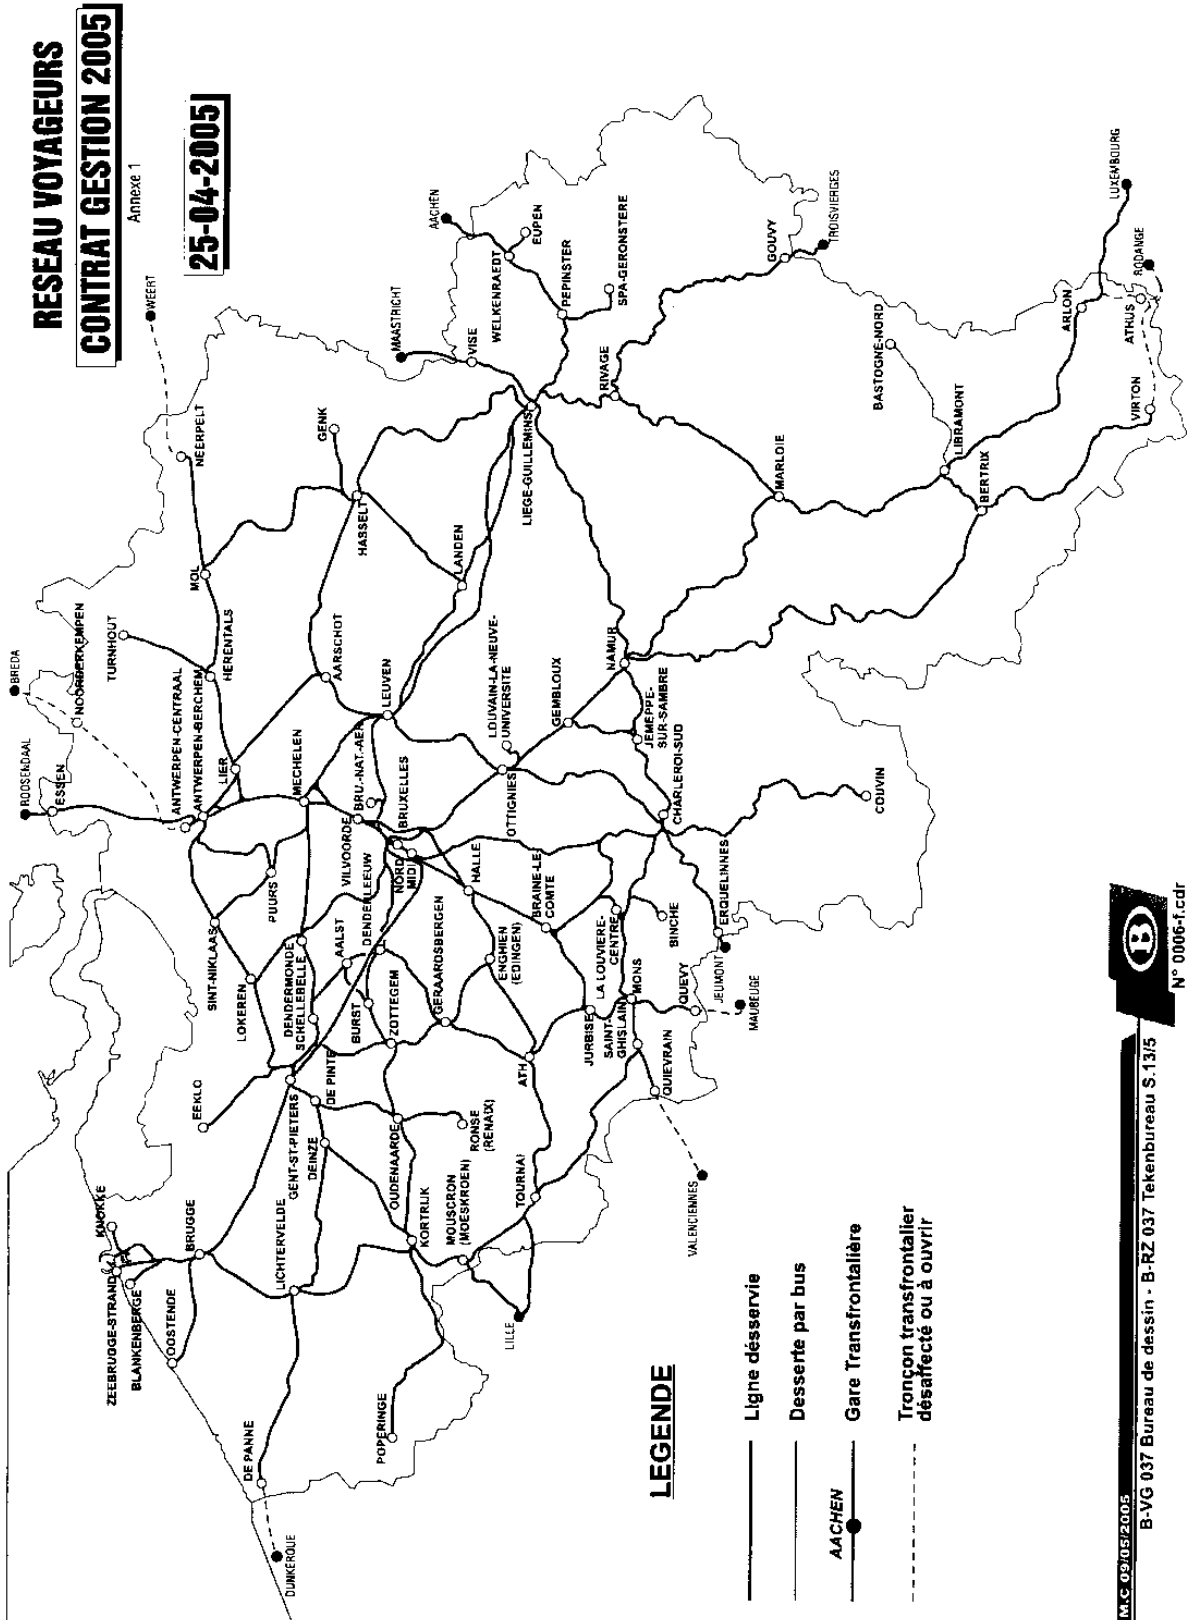 RESEAU VOYAGEURS
CONTRAT GESTION 2005
Annexe 1
25-04-2005
DUNKERQUE
DE PANNE
POPERINGE
OOSTENDE
BLANKENBERGE
ZEEBRUGGE-STRAND
KNOKKE
BRUGGE
LICHTERVELDE
KORTRIJK
MOUSCRON
(MOESKROEN)
LILLE
TOURNAI
EEKLO
GENT-ST-PIETERS
DEINZE
DE PINTE
OUDENAARDE
RONSE
(RENAIX)
LOKEREN
SINT-NIKLAAS
DENDERMONDE
SCHELLEBELLE
AALST
BURST
ZOTTEGEM
DENDERLEEUW
GERAARDSBERGEN
ENGHIEN
(EDINGEN)
ATH
JURBISE
SAINT-
GHISLAIN
MONS
QUIEVRAIN
VALENCIENNES
QUEVY
MAUBEUGE
JEUMONT
ERQUELINNES
BINCHE
LA LOUVIERE-
CENTRE
BRAINE-LE
COMTE
HALLE
PUURS
VILVOORDE
NORD
MIDI
BRUXELLES
BRU.-NAT.-AER
MECHELEN
LIER
ANTWERPEN-CENTRAAL
ANTWERPEN-BERCHEM
ROOSENDAAL
ESSEN
BREDA
NOORDERKEMPEN
TURNHOUT
HERENTALS
MOL
NEERPELT
WEERT
AARSCHOT
LEUVEN
LOUVAIN-LA-NEUVE-
UNIVERSITE
OTTIGNIES
GEMBLOUX
NAMUR
JEMEPPE-
SUR-SAMBRE
CHARLEROI-SUD
COUVIN
LANDEN
HASSELT
GENK
LIEGE-GUILLEMINS
MAASTRICHT
VISE
AACHEN
WELKENRAEDT
EUPEN
PEPINSTER
SPA-GERONSTERE
RIVAGE
GOUVY
TROISVIERGES
MARLOIE
BASTOGNE-NORD
LIBRAMONT
BERTRIX
VIRTON
ARLON
ATHUS
RODANGE
LUXEMBOURG
LEGENDE
Ligne desservie
Desserte par bus
AACHEN
Gare Transfrontalière
Tronçon transfrontalier
désaffecté ou à ouvrir
M.C 09/05/2005
B-VG 037 Bureau de dessin - B-RZ 037 Tekenbureau S.13/5
B
N° 0006-f.cdr